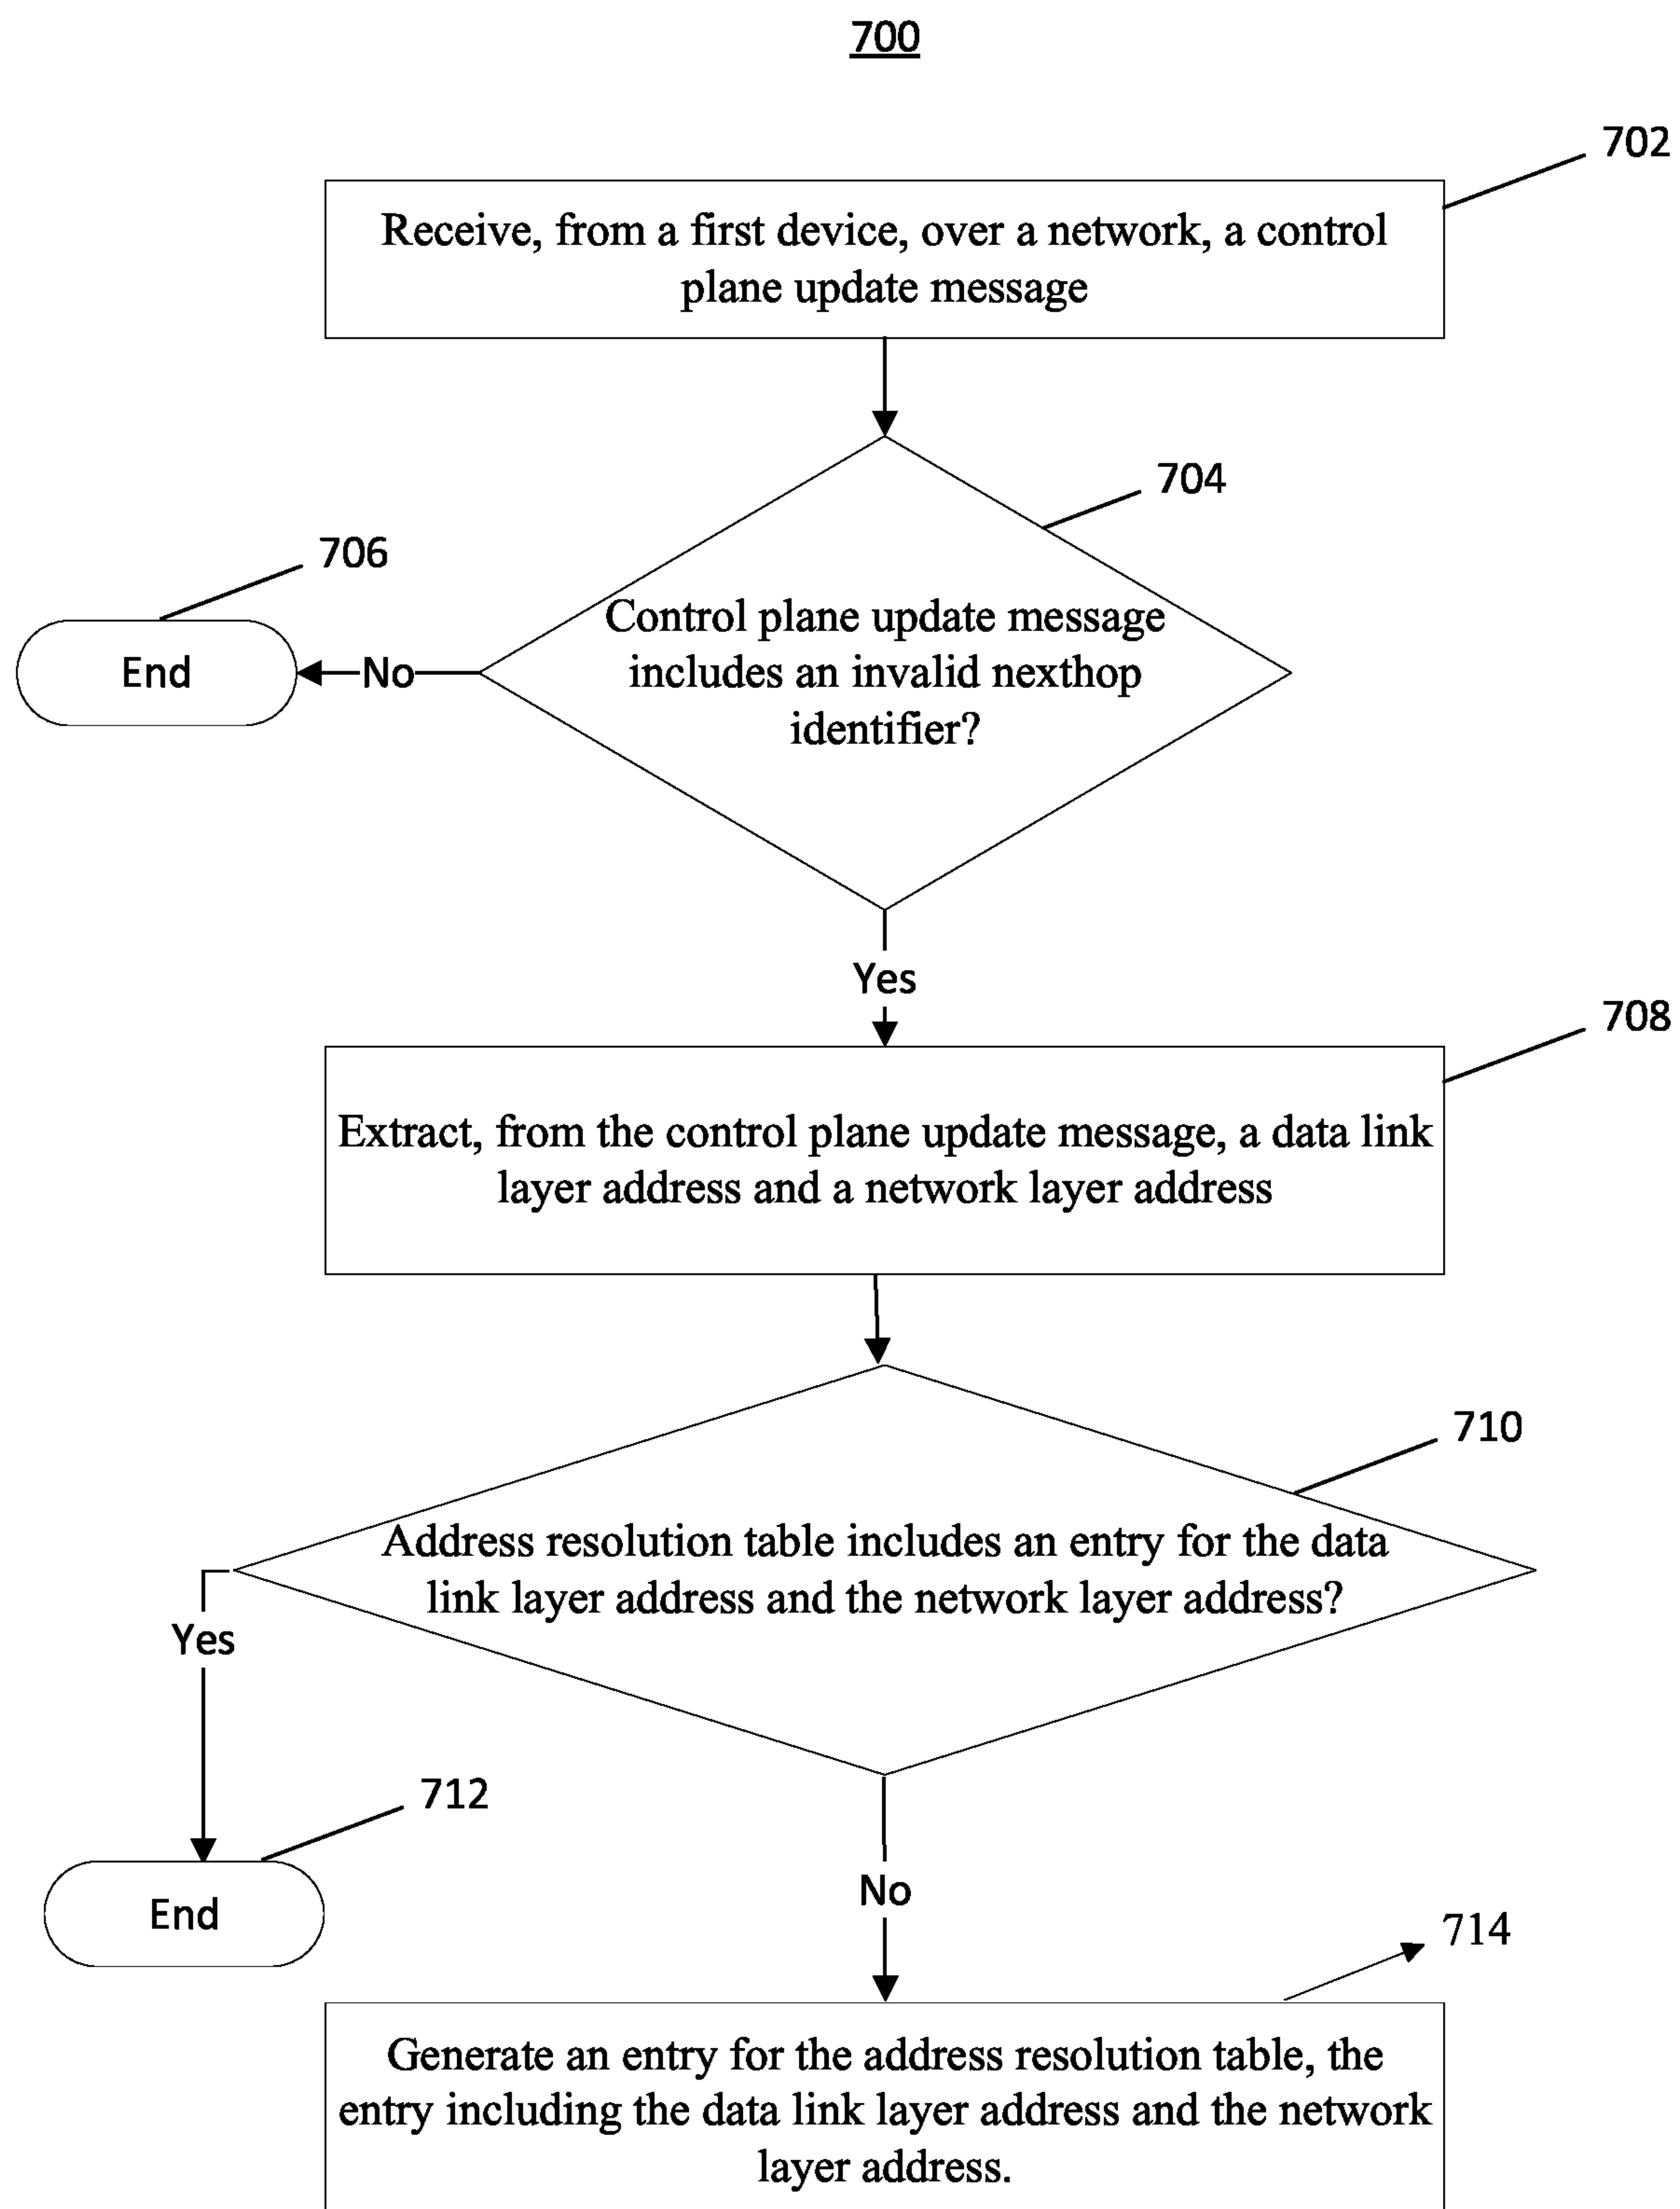 700
702
Receive, from a first device, over a network, a control
plane update message
704
706
Control plane update message
includes an invalid nexthop
identifier?
End
No
Yes
708
Extract, from the control plane update message, a data link
layer address and a network layer address
710
Address resolution table includes an entry for the data
link layer address and the network layer address?
Yes
712
End
No
714
Generate an entry for the address resolution table, the
entry including the data link layer address and the network
layer address.